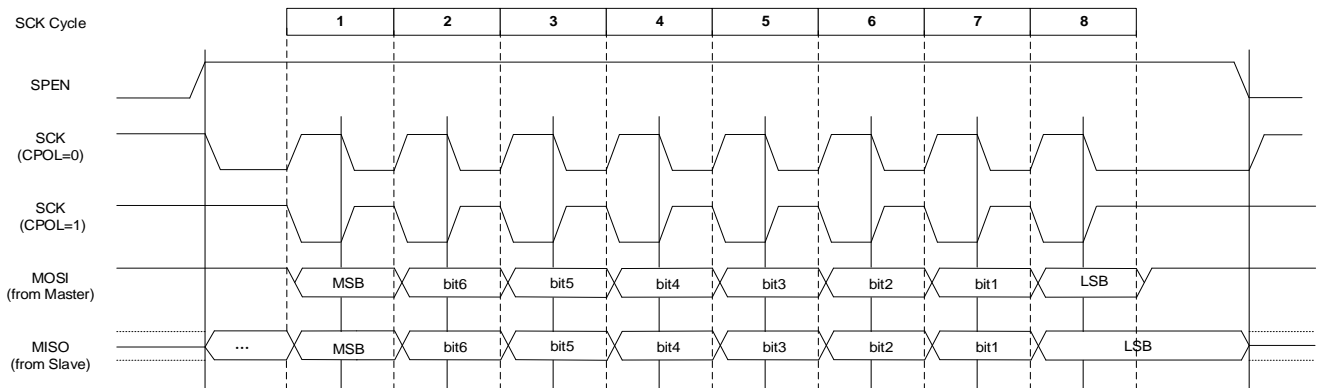 SCK Cycle 1 2 3 4 5 6 7 8
SPEN
SCK
(CPOL=0)
SCK
(CPOL=1)
MOSI
(from Master)
MSB bit6 bit5 bit4 bit3 bit2 bit1 LSB
MISO
(from Slave)
... MSB bit6 bit5 bit4 bit3 bit2 bit1 LSB